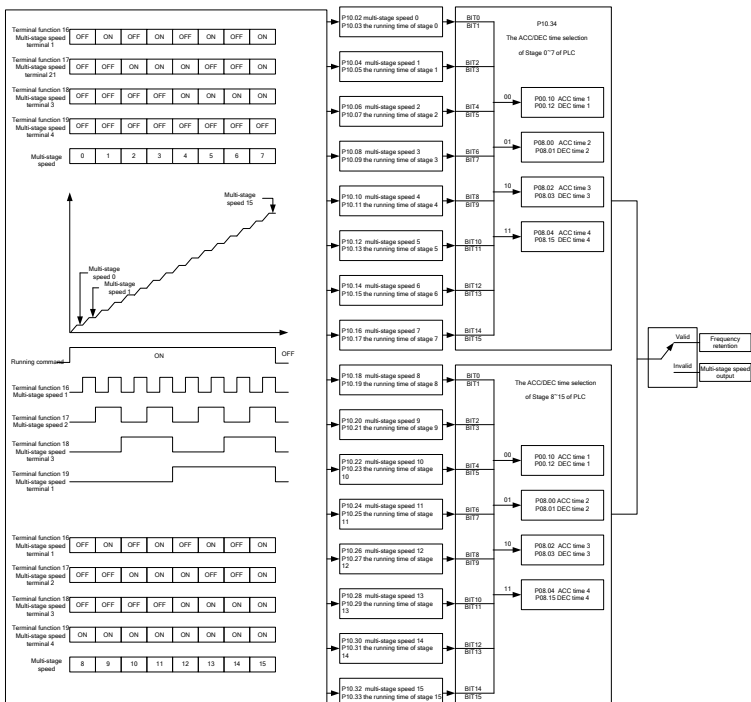 Terminal function 16
Multi-stage speed
terminal 1
OFF ON OFF ON OFF ON OFF ON
Terminal function 17
Multi-stage speed
terminal 21
OFF OFF ON ON OFF OFF ON ON
Terminal function 18
Multi-stage speed
terminal 3
OFF OFF OFF OFF ON ON ON ON
Terminal function 19
Multi-stage speed
terminal 4
OFF OFF OFF OFF OFF OFF OFF OFF
Multi-stage
speed
0 1 2 3 4 5 6 7
Multi-stage
speed 15
Multi-stage
speed 0
Multi-stage
speed 1
Running command
ON
OFF
Terminal function 16
Multi-stage speed 1
Terminal function 17
Multi-stage speed 2
Terminal function 18
Multi-stage speed
terminal 3
Terminal function 19
Multi-stage speed
terminal 1
Terminal function 16
Multi-stage speed
terminal 1
OFF ON OFF ON OFF ON OFF ON
Terminal function 17
Multi-stage speed
terminal 2
OFF OFF ON ON OFF OFF ON ON
Terminal function 18
Multi-stage speed
terminal 3
OFF OFF OFF OFF ON ON ON ON
Terminal function 19
Multi-stage speed
terminal 4
ON ON ON ON ON ON ON ON
Multi-stage
speed
8 9 10 11 12 13 14 15
P10.02 multi-stage speed 0
P10.03 the running time of stage 0
BIT0
BIT1
P10.04 multi-stage speed 1
P10.05 the running time of stage 1
BIT2
BIT3
P10.06 multi-stage speed 2
P10.07 the running time of stage 2
BIT4
BIT5
P10.08 multi-stage speed 3
P10.09 the running time of stage 3
BIT6
BIT7
P10.10 multi-stage speed 4
P10.11 the running time of stage 4
BIT8
BIT9
P10.12 multi-stage speed 5
P10.13 the running time of stage 5
BIT10
BIT11
P10.14 multi-stage speed 6
P10.15 the running time of stage 6
BIT12
BIT13
P10.16 multi-stage speed 7
P10.17 the running time of stage 7
BIT14
BIT15
P10.34
The ACC/DEC time selection
of Stage 0~7 of PLC
00
P00.10 ACC time 1
P00.12 DEC time 1
01
P08.00 ACC time 2
P08.01 DEC time 2
10
P08.02 ACC time 3
P08.03 DEC time 3
11
P08.04 ACC time 4
P08.15 DEC time 4
P10.18 multi-stage speed 8
P10.19 the running time of stage 8
BIT0
BIT1
P10.20 multi-stage speed 9
P10.21 the running time of stage 9
BIT2
BIT3
P10.22 multi-stage speed 10
P10.23 the running time of stage
10
BIT4
BIT5
P10.24 multi-stage speed 11
P10.25 the running time of stage
11
BIT6
BIT7
P10.26 multi-stage speed 12
P10.27 the running time of stage
12
BIT8
BIT9
P10.28 multi-stage speed 13
P10.29 the running time of stage
13
BIT10
BIT11
P10.30 multi-stage speed 14
P10.31 the running time of stage
14
BIT12
BIT13
P10.32 multi-stage speed 15
P10.33 the running time of stage 15
BIT14
BIT15
The ACC/DEC time selection
of Stage 8~15 of PLC
00
P00.10 ACC time 1
P00.12 DEC time 1
01
P08.00 ACC time 2
P08.01 DEC time 2
10
P08.02 ACC time 3
P08.03 DEC time 3
11
P08.04 ACC time 4
P08.15 DEC time 4
Valid
Frequency
retention
Invalid
Multi-stage speed
output